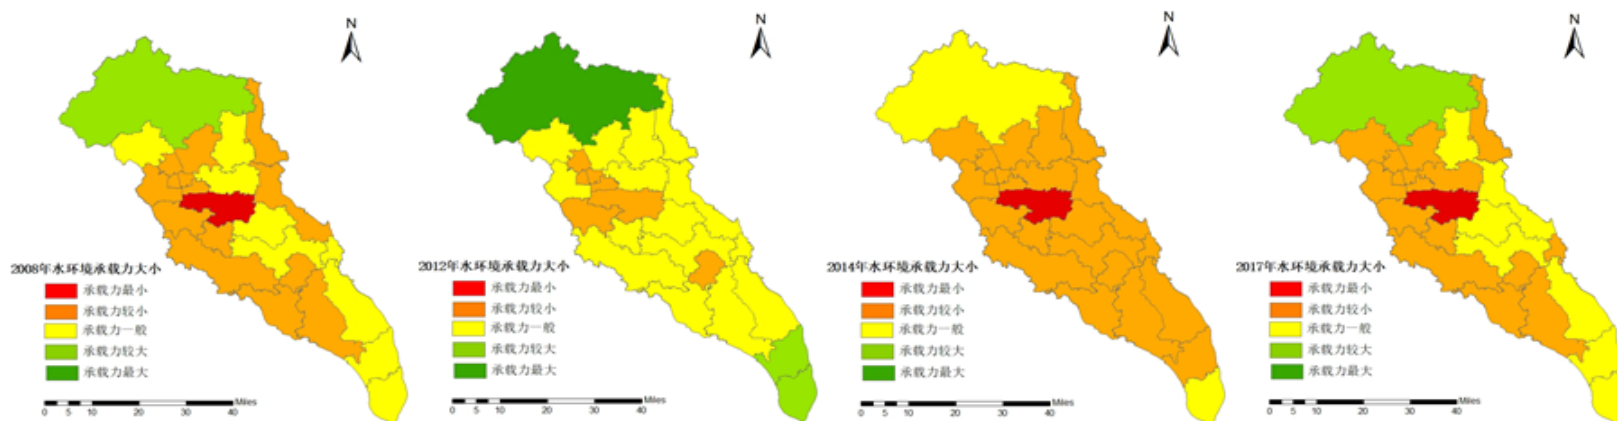 N
2008年水环境承载力大小
承载力最小
承载力较小
承载力一般
承载力较大
承载力最大
Miles
0 5 10 20 30 40
N
2012年水环境承载力大小
承载力最小
承载力较小
承载力一般
承载力较大
承载力最大
Miles
0 5 10 20 30 40
N
2014年水环境承载力大小
承载力最小
承载力较小
承载力一般
承载力较大
承载力最大
Miles
0 5 10 20 30 40
N
2017年水环境承载力大小
承载力最小
承载力较小
承载力一般
承载力较大
承载力最大
Miles
0 5 10 20 30 40